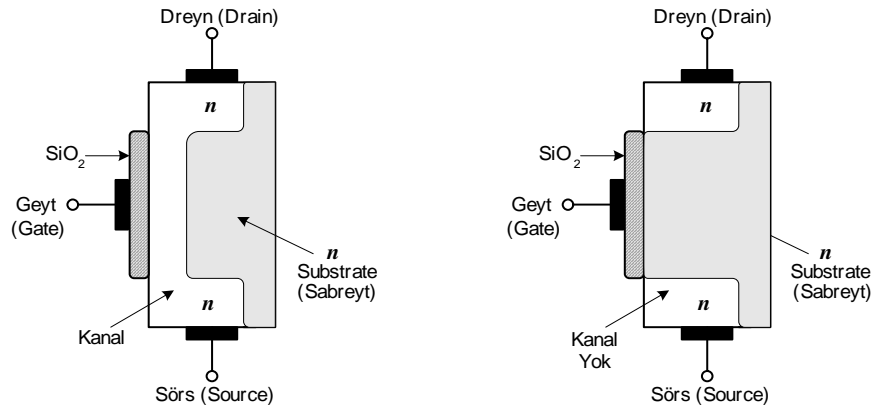 Dreyn (Drain)
n
SiO2
Geyt
(Gate)
n
Substrate
(Sabreyt)
n
Kanal
Sörs (Source)
Dreyn (Drain)
n
SiO2
Geyt
(Gate)
n
Substrate
(Sabreyt)
n
Kanal
Yok
Sörs (Source)